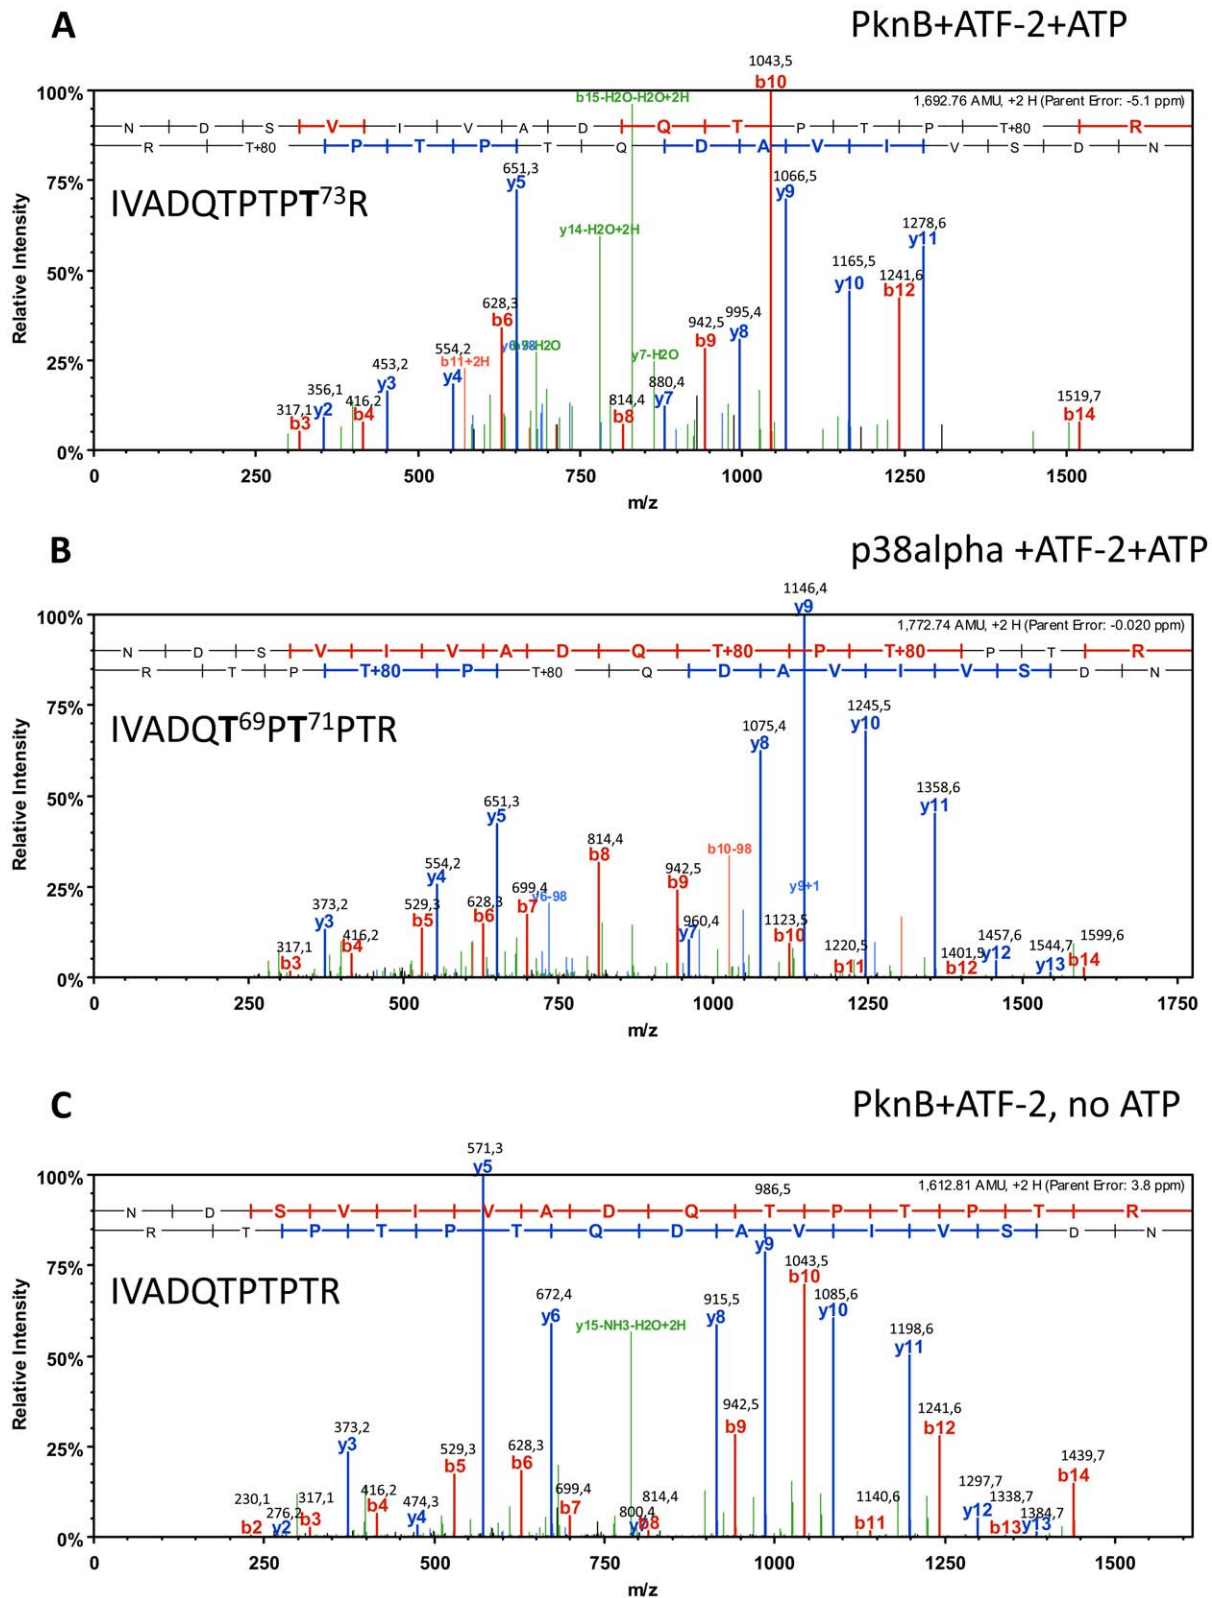 A
PknB+ATF-2+ATP
1043,5
b10
100%
b15-H2O-H2O+2H
1,692.76 AMU, +2 H (Parent Error: -5.1 ppm)
N D S V I V A D Q T P T P T+80 R
R T+80 P T P T Q D A V I V S D N
75%
651,3
y5
1066,5
y9
IVADQTPTPT73R
y14-H2O+2H
1278,6
y11
50%
1165,5
y10
1241,6
b12
628,3
b6
942,5
b9
995,4
y8
25%
554,2
b11+2H
y4
y7-H2O
453,2
y3
880,4
y7
356,1
y2
416,2
b4
317,1
b3
814,4
b8
1519,7
b14
0%
Relative Intensity
0 250 500 750 1000 1250 1500
m/z
B
p38alpha +ATF-2+ATP
1146,4
y9
100%
1,772.74 AMU, +2 H (Parent Error: -0.020 ppm)
N D S V I V A D Q T+80 P T+80 P T R
R T P T+80 P T+80 Q D A V I V S D N
75%
IVADQT69PT71PTR
1075,4
y8
1245,5
y10
1358,6
y11
50%
651,3
y5
814,4
b8
b10-98
554,2
y4
942,5
b9
25%
y9+1
699,4
b7
y6-98
373,2
y3
529,3
b5
628,3
b6
960,4
y7
1123,5
b10
416,2
b4
317,1
b3
1220,5
b11
1401,5
b12
1457,6
y12
1544,7
y13
1599,6
b14
0%
Relative Intensity
0 250 500 750 1000 1250 1500 1750
m/z
C
PknB+ATF-2, no ATP
571,3
y5
100%
986,5
1,612.81 AMU, +2 H (Parent Error: 3.8 ppm)
N D S V I V A D Q T P T P T R
R T P T P T Q D A V I V S D N
y9
75%
1043,5
b10
IVADQTPTPTR
672,4
y6
y15-NH3-H2O+2H
915,5
y8
1085,6
y10
1198,6
y11
50%
942,5
b9
1241,6
b12
373,2
y3
25%
529,3
b5
628,3
b6
1439,7
b14
699,4
b7
230,1
b2
276,2
y2
317,1
b3
416,2
b4
474,3
y4
800,4
y7
814,4
b8
1140,6
b11
1297,7
y12
1338,7
b13
1384,7
y13
0%
Relative Intensity
0 250 500 750 1000 1250 1500
m/z